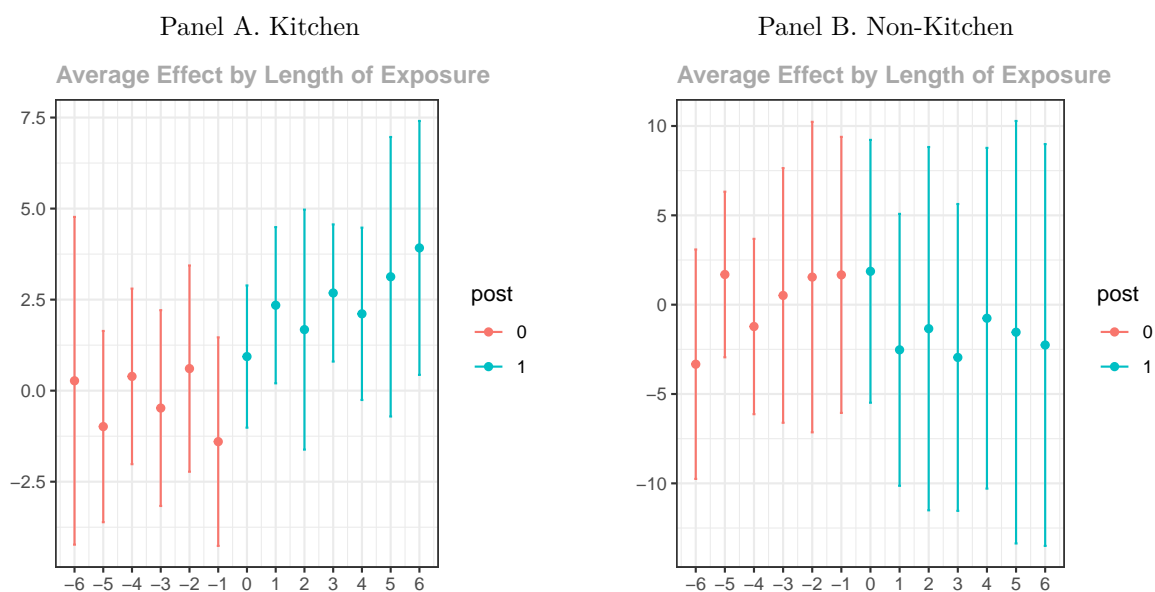 Panel A. Kitchen
Average Effect by Length of Exposure
7.5
5.0
2.5
0.0
−2.5
−6 −5 −4 −3 −2 −1 0 1 2 3 4 5 6
post
0
1
Panel B. Non-Kitchen
Average Effect by Length of Exposure
10
5
0
−5
−10
−6 −5 −4 −3 −2 −1 0 1 2 3 4 5 6
post
0
1